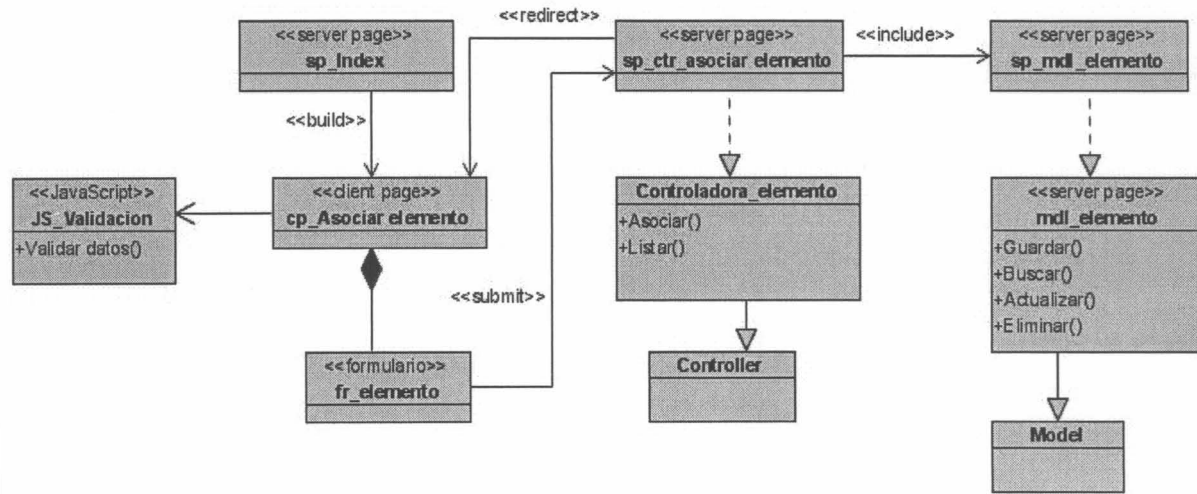 <<redirect>>
<<server page>>
sp_Index
<<server page>>
sp_ctr_asociar elemento
<<include>>
<<server page>>
sp_mdl_elemento
<<build>>
<<JavaScript>>
JS_Validacion
+Validar datos()
<<client page>>
cp_Asociar elemento
Controladora_elemento
+Asociar()
+Listar()
<<server page>>
mdl_elemento
+Guardar()
+Buscar()
+Actualizar()
+Eliminar()
<<submit>>
<<formulario>>
fr_elemento
Controller
Model